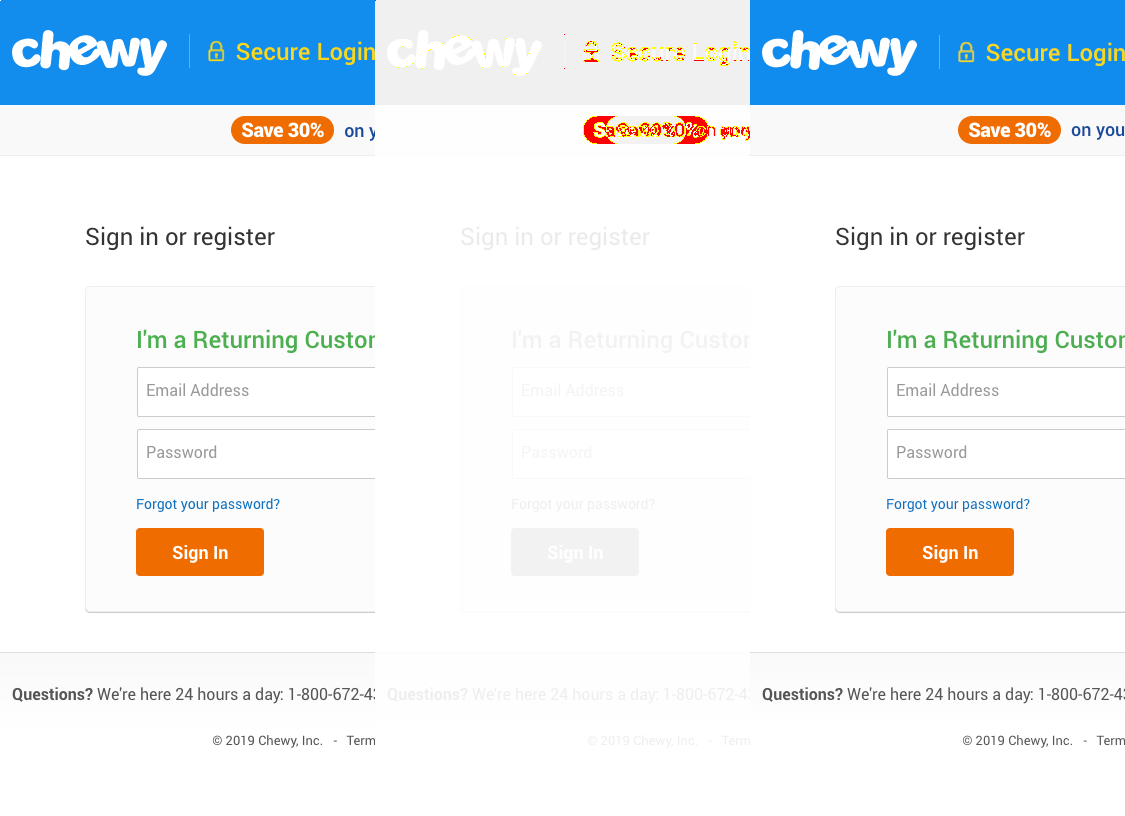 chewy Secure Login chewy Secure Login chewy Secure Login
Save 30% on y Save 30% on you
Sign in or register Sign in or register Sign in or register
I'm a Returning Custor I'm a Returning Custor I'm a Returning Custor
Email Address Email Address Email Address
Password Password Password
Forgot your password? Forgot your password? Forgot your password?
Sign In Sign In Sign In
Questions? We're here 24 hours a day: 1-800-672-43 Questions? We're here 24 hours a day: 1-800-672-4 Questions? We're here 24 hours a day: 1-800-672-43
© 2019 Chewy, Inc. - Term © 2019 Chewy, Inc. - Term © 2019 Chewy, Inc. - Term